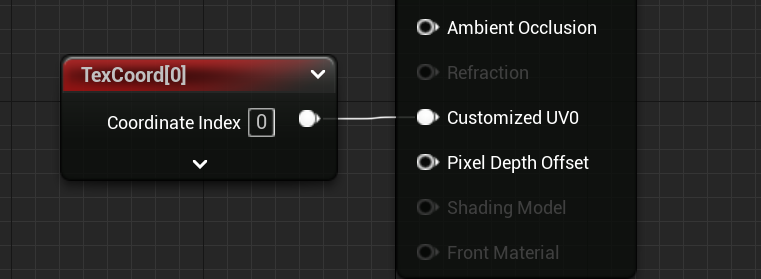 TexCoord[0]
Coordinate Index 0
Ambient Occlusion
Refraction
Customized UV0
Pixel Depth Offset
Shading Model
Front Material